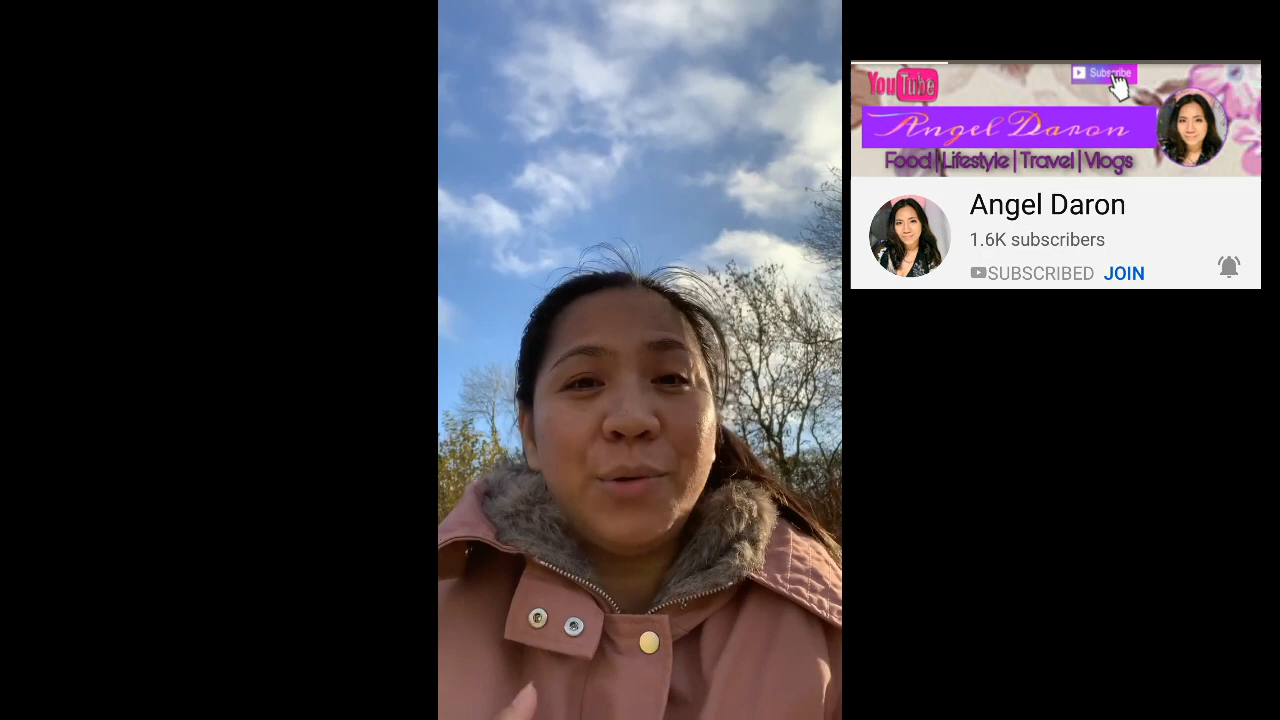 YouTube
Subscribe
Angel Daron
Food | Lifestyle | Travel | Vlogs
Angel Daron
1.6K subscribers
SUBSCRIBED JOIN